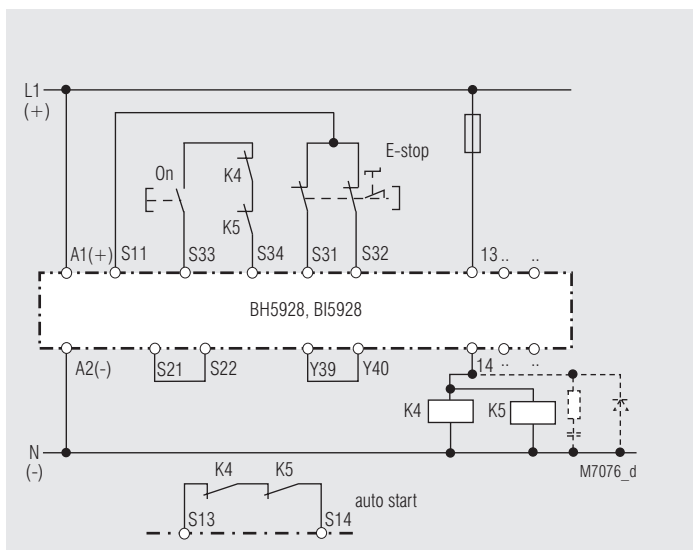 L1
(+)
E-stop
On
K4
K5
A1(+) S11 S33 S34 S31 S32 13 .. ..
BH5928, BI5928
A2(-) S21 S22 Y39 Y40 14 .. ..
K4 K5
N
(-)
M7076_d
K4 K5
auto start
S13 S14